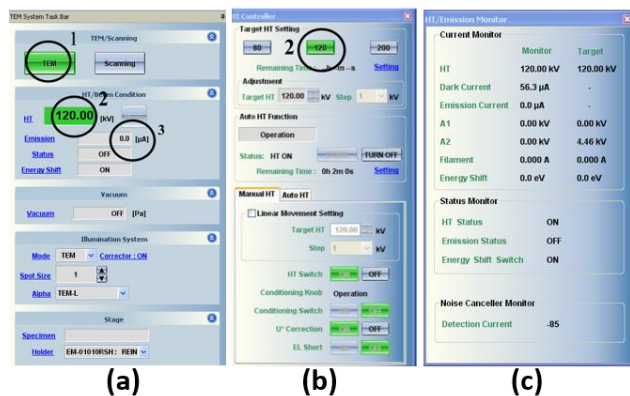 TEM System Task Bar
1
TEM/Scanning
TEM
Scanning
HT/Beam Condition
2
HT
120.00
[kV]
3
Emission
0.0
[µA]
Status
OFF
Energy Shift
ON
Vacuum
Vacuum
OFF
[Pa]
Illumination System
Mode
TEM
Corrector : ON
Spot Size
1
Alpha
TEM-L
Stage
Specimen
Holder
EM-01010RSH : REIN
(a)
HT Controller
Target HT Setting
80
2
120
200
Remaining Time :
Setting
Adjustment
Target HT
120.00
kV
Step
1
kV
Auto HT Function
Operation
Status:
HT ON
TURN OFF
Remaining Time :
0h 2m 0s
Setting
Manual HT
Auto HT
Linear Movement Setting
Target HT
120.00
kV
Step
1
kV
HT Switch
OFF
Conditioning Knob
Operation
Conditioning Switch
U° Correction
OFF
EL Short
(b)
HT/Emission Monitor
Current Monitor
Monitor
Target
HT
120.00 kV
120.00 kV
Dark Current
56.3 µA
-
Emission Current
0.0 µA
-
A1
0.00 kV
0.00 kV
A2
0.00 kV
4.46 kV
Filament
0.000 A
0.000 A
Energy Shift
0.0 eV
0.0 eV
Status Monitor
HT Status
ON
Emission Status
OFF
Energy Shift Switch
ON
Noise Canceller Monitor
Detection Current
-85
(c)